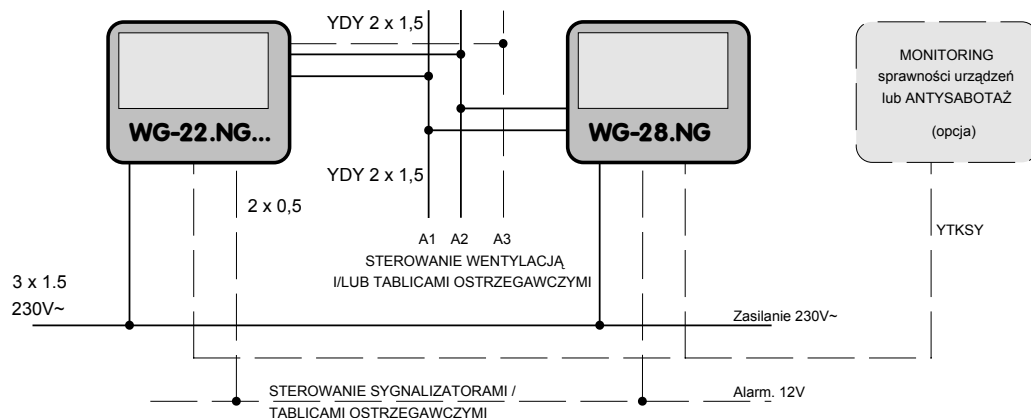 YDY 2 x 1,5
MONITORING
sprawności urządzeń
lub ANTYSABOTAŻ
(opcja)
WG-22.NG...
WG-28.NG
YDY 2 x 1,5
2 x 0,5
A1 A2 A3
YTKSY
STEROWANIE WENTYLACJĄ
I/LUB TABLICAMI OSTRZEGAWCZYMI
3 x 1.5
230V~
Zasilanie 230V~
STEROWANIE SYGNALIZATORAMI /
TABLICAMI OSTRZEGAWCZYMI
Alarm. 12V